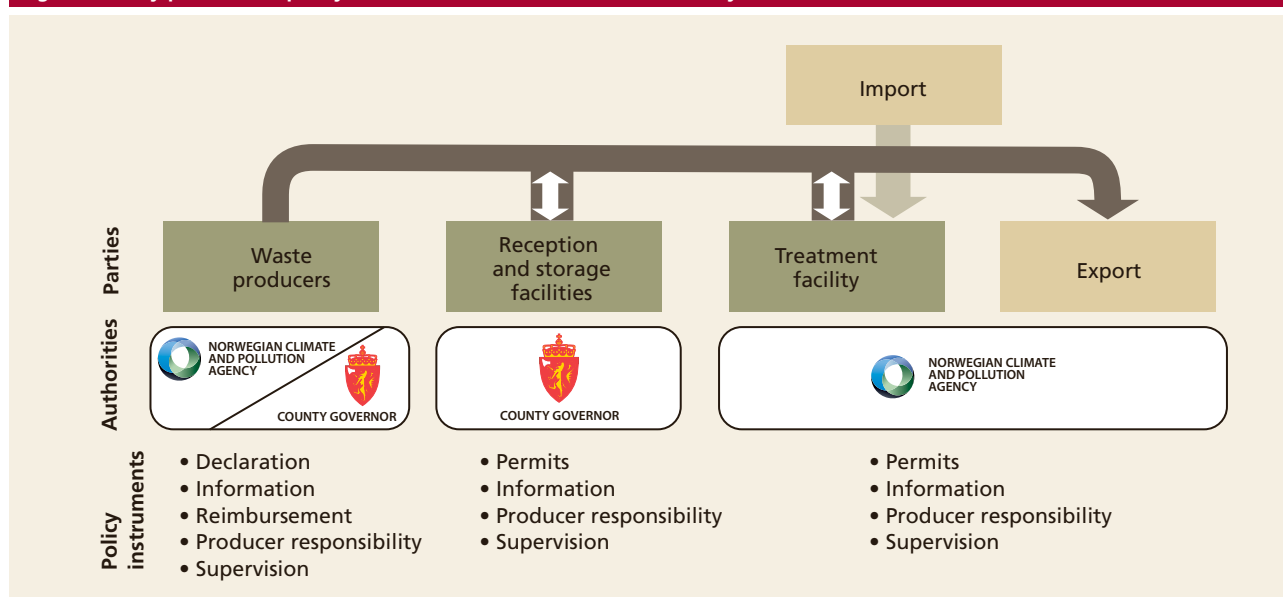 Import
Parties
Waste
producers
Reception
and storage
facilities
Treatment
facility
Export
Authorities
NORWEGIAN CLIMATE
AND POLLUTION
AGENCY
COUNTY GOVERNOR
COUNTY GOVERNOR
NORWEGIAN CLIMATE
AND POLLUTION
AGENCY
Policy
instruments
• Declaration
• Information
• Reimbursement
• Producer responsibility
• Supervision
• Permits
• Information
• Producer responsibility
• Supervision
• Permits
• Information
• Producer responsibility
• Supervision